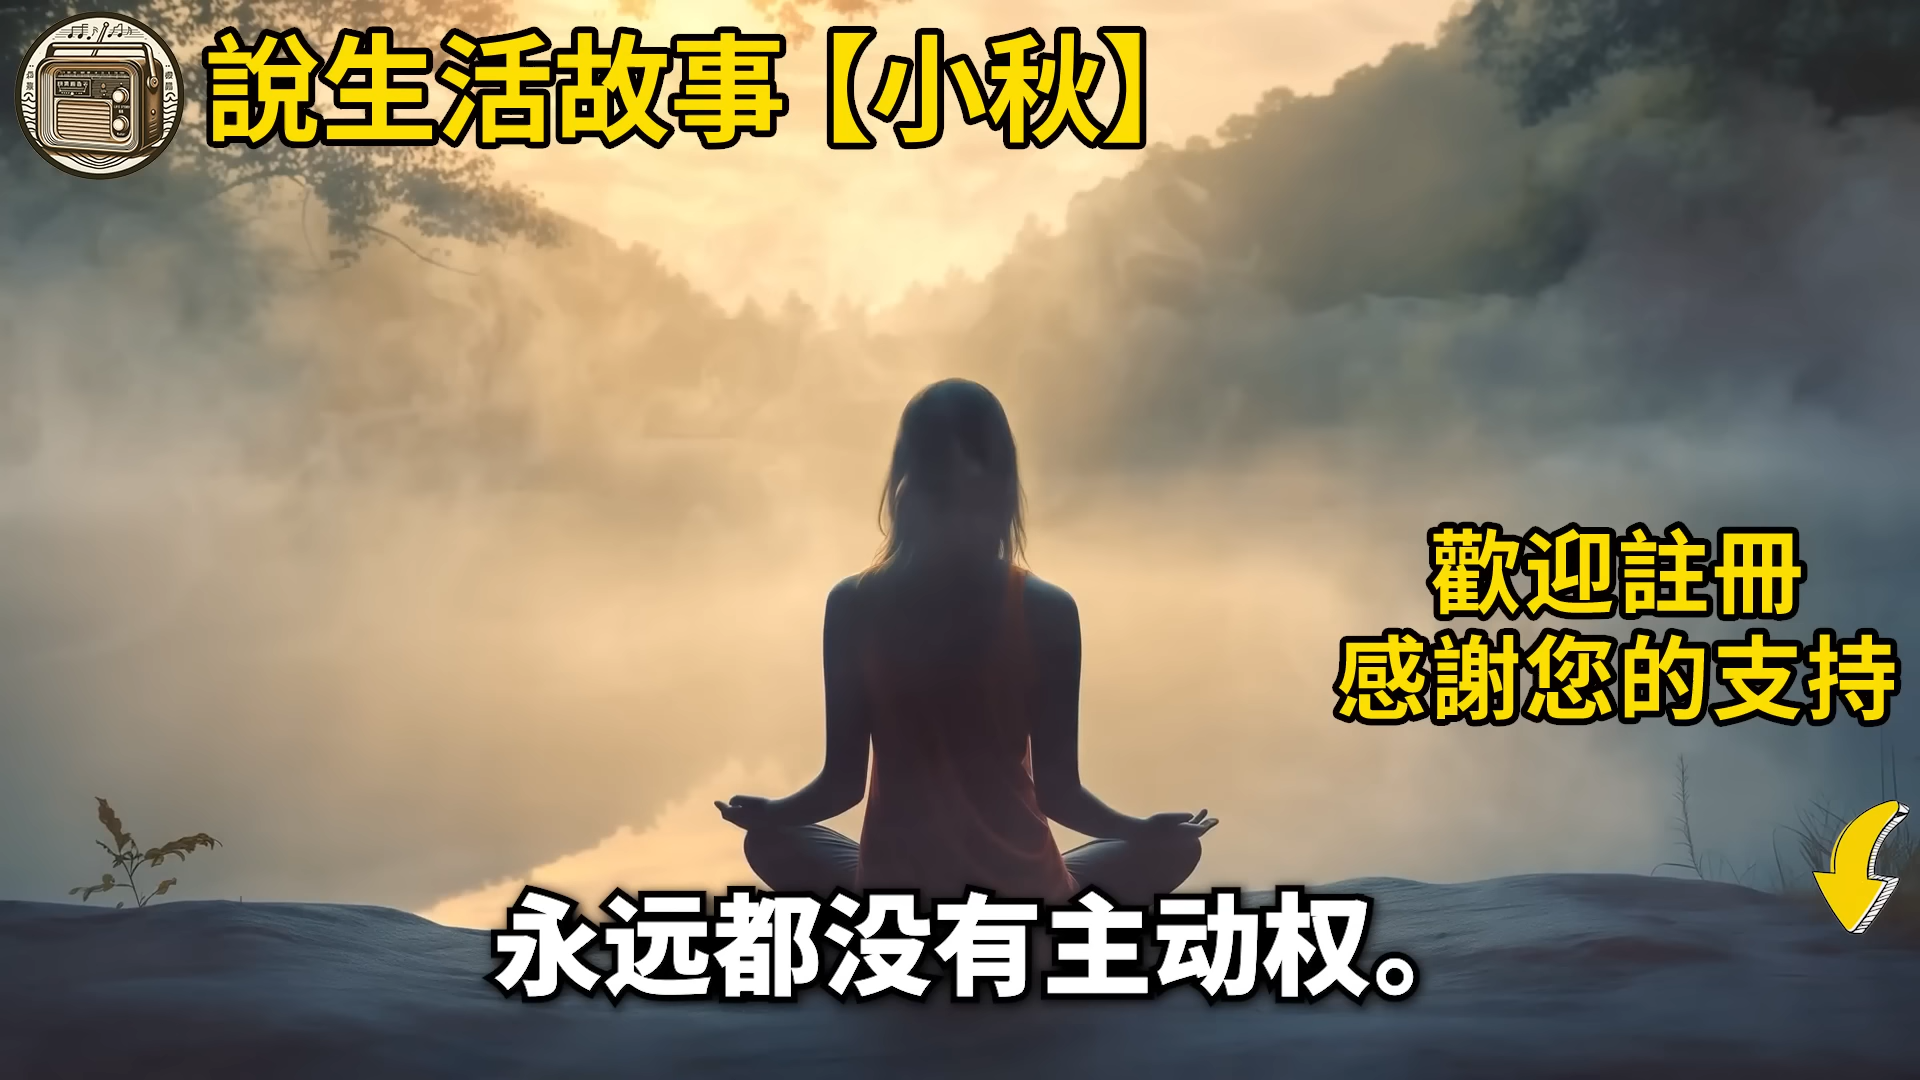 說生活故事【小秋】
歡迎註冊
感謝您的支持
永远都没有主动权。